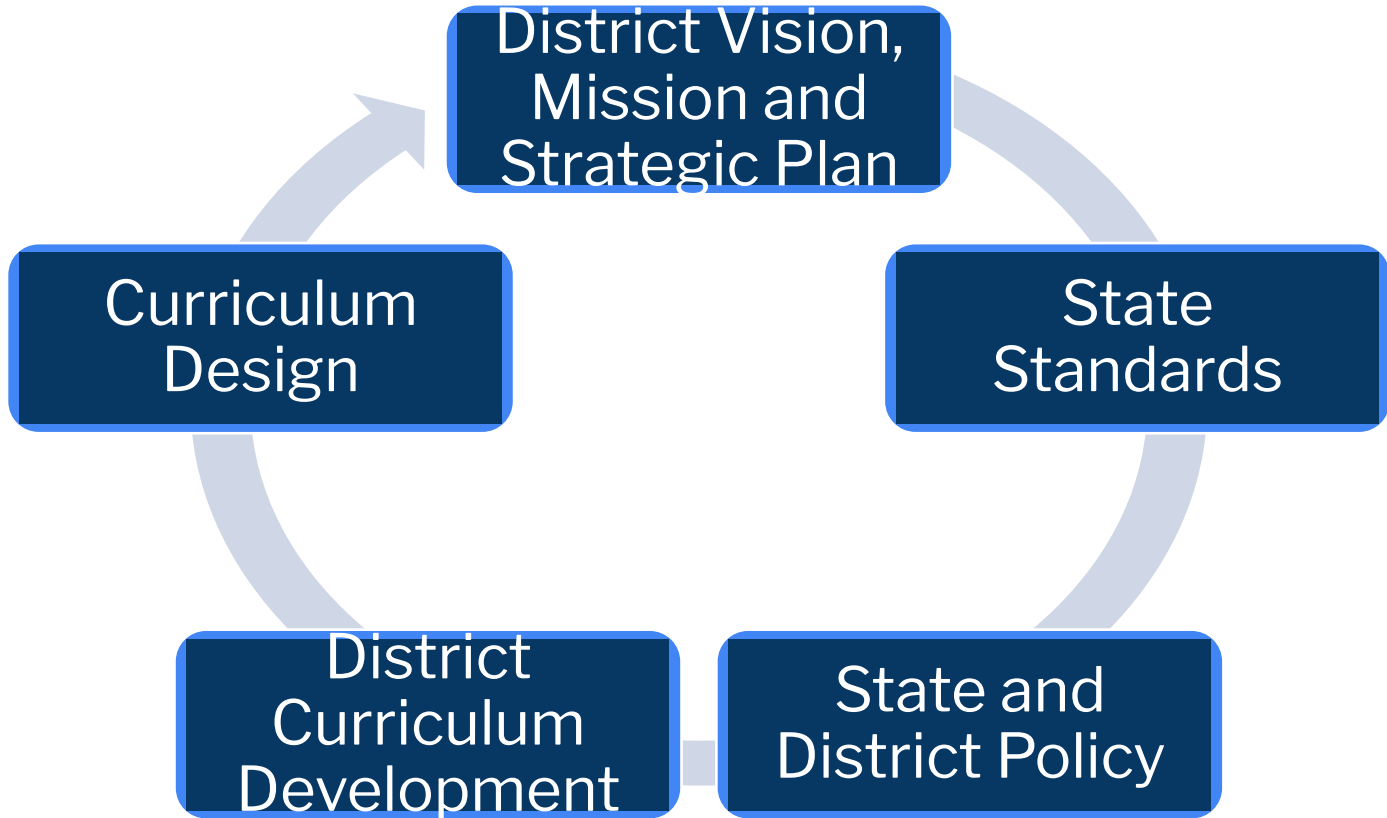 District Vision,
Mission and
Strategic Plan
State
Standards
State and
District Policy
District
Curriculum
Development
Curriculum
Design